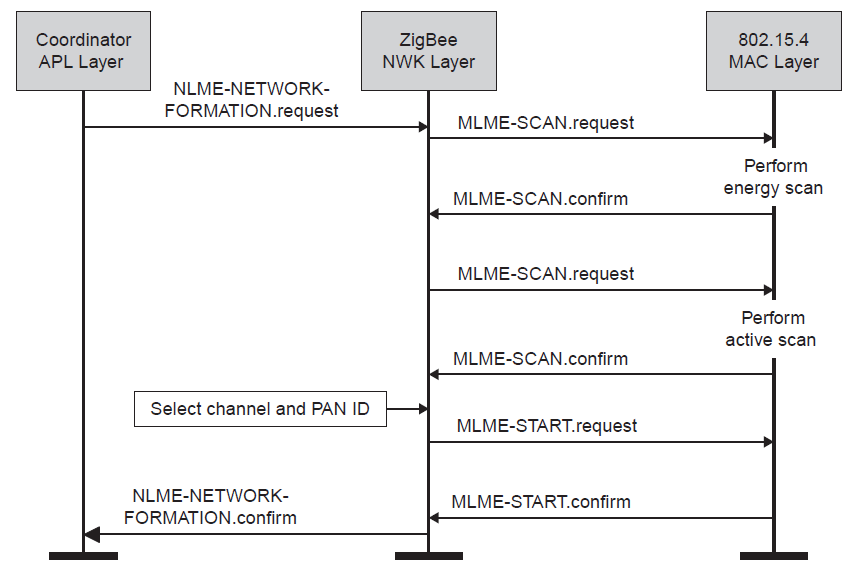 Coordinator
APL Layer
ZigBee
NWK Layer
802.15.4
MAC Layer
NLME-NETWORK-
FORMATION.request
MLME-SCAN.request
Perform
energy scan
MLME-SCAN.confirm
MLME-SCAN.request
Perform
active scan
MLME-SCAN.confirm
Select channel and PAN ID
MLME-START.request
NLME-NETWORK-
FORMATION.confirm
MLME-START.confirm